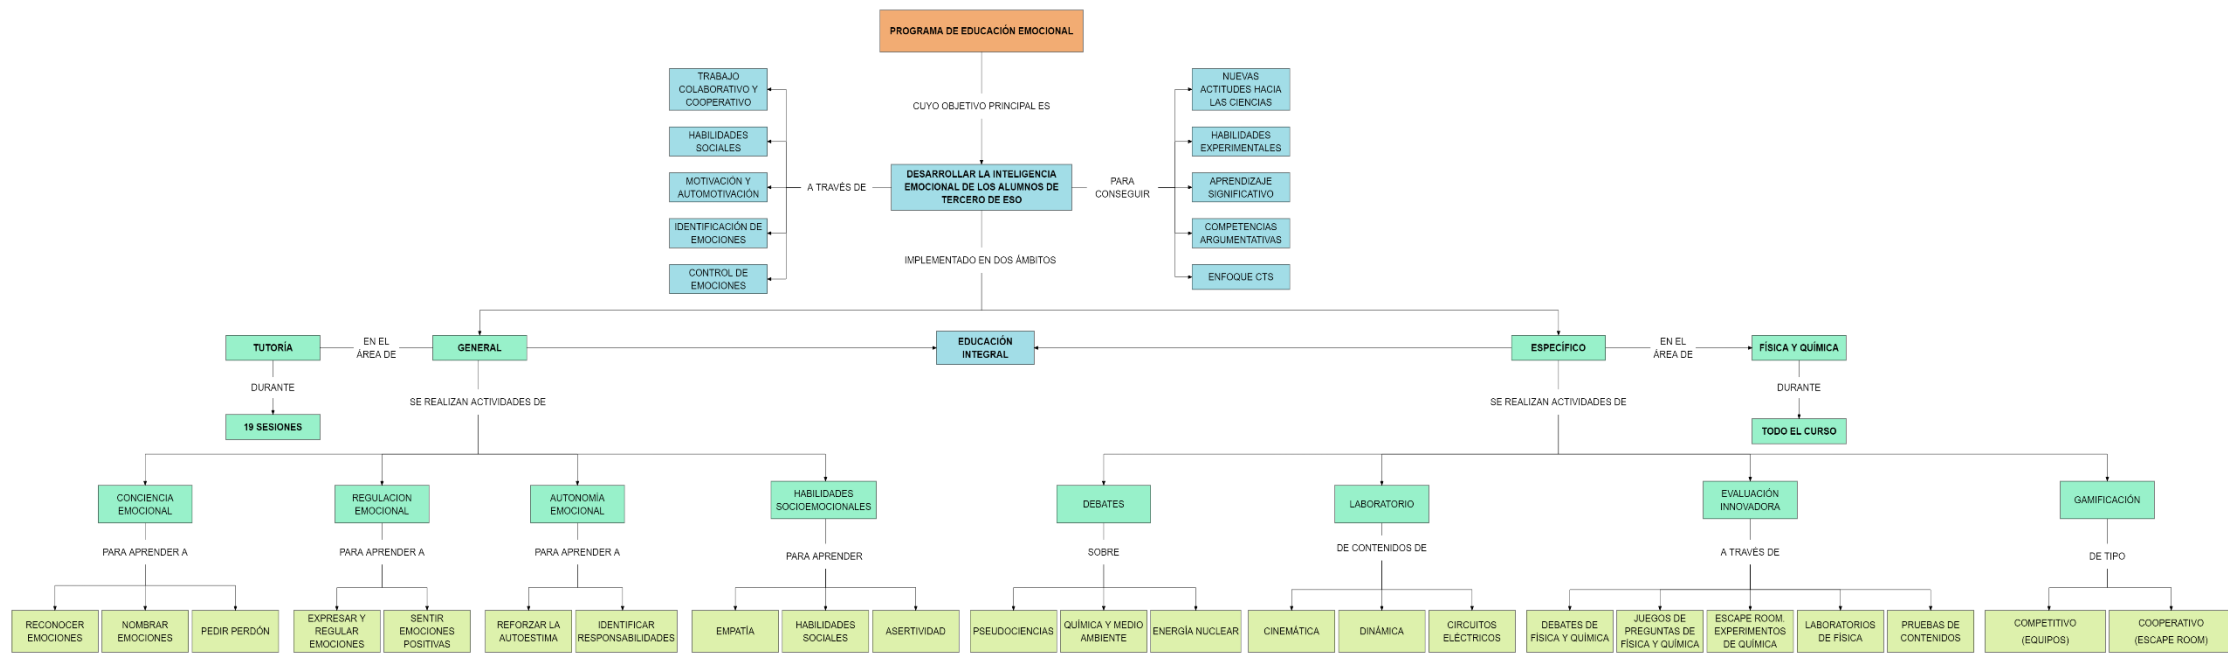 PROGRAMA DE EDUCACIÓN EMOCIONAL
CUYO OBJETIVO PRINCIPAL ES
TRABAJO
COLABORATIVO Y
COOPERATIVO
HABILIDADES
SOCIALES
MOTIVACIÓN Y
AUTOMOTIVACIÓN
IDENTIFICACIÓN DE
EMOCIONES
CONTROL DE
EMOCIONES
A TRAVÉS DE
DESARROLLAR LA INTELIGENCIA
EMOCIONAL DE LOS ALUMNOS DE
TERCERO DE ESO
PARA
CONSEGUIR
NUEVAS
ACTITUDES HACIA
LAS CIENCIAS
HABILIDADES
EXPERIMENTALES
APRENDIZAJE
SIGNIFICATIVO
COMPETENCIAS
ARGUMENTATIVAS
ENFOQUE CTS
IMPLEMENTADO EN DOS ÁMBITOS
TUTORÍA
EN EL
ÁREA DE
GENERAL
EDUCACIÓN
INTEGRAL
ESPECÍFICO
EN EL
ÁREA DE
FÍSICA Y QUÍMICA
DURANTE
19 SESIONES
SE REALIZAN ACTIVIDADES DE
SE REALIZAN ACTIVIDADES DE
DURANTE
TODO EL CURSO
CONCIENCIA
EMOCIONAL
REGULACION
EMOCIONAL
AUTONOMÍA
EMOCIONAL
HABILIDADES
SOCIOEMOCIONALES
DEBATES
LABORATORIO
EVALUACIÓN
INNOVADORA
GAMIFICACIÓN
PARA APRENDER A
PARA APRENDER A
PARA APRENDER A
PARA APRENDER
SOBRE
DE CONTENIDOS DE
A TRAVÉS DE
DE TIPO
RECONOCER
EMOCIONES
NOMBRAR
EMOCIONES
PEDIR PERDÓN
EXPRESAR Y
REGULAR
EMOCIONES
SENTIR
EMOCIONES
POSITIVAS
REFORZAR LA
AUTOESTIMA
IDENTIFICAR
RESPONSABILIDADES
EMPATÍA
HABILIDADES
SOCIALES
ASERTIVIDAD
PSEUDOCIENCIAS
QUÍMICA Y MEDIO
AMBIENTE
ENERGÍA NUCLEAR
CINEMÁTICA
DINÁMICA
CIRCUITOS
ELÉCTRICOS
DEBATES DE
FÍSICA Y QUÍMICA
JUEGOS DE
PREGUNTAS DE
FÍSICA Y QUÍMICA
ESCAPE ROOM.
EXPERIMENTOS
DE QUÍMICA
LABORATORIOS
DE FÍSICA
PRUEBAS DE
CONTENIDOS
COMPETITIVO
(EQUIPOS)
COOPERATIVO
(ESCAPE ROOM)